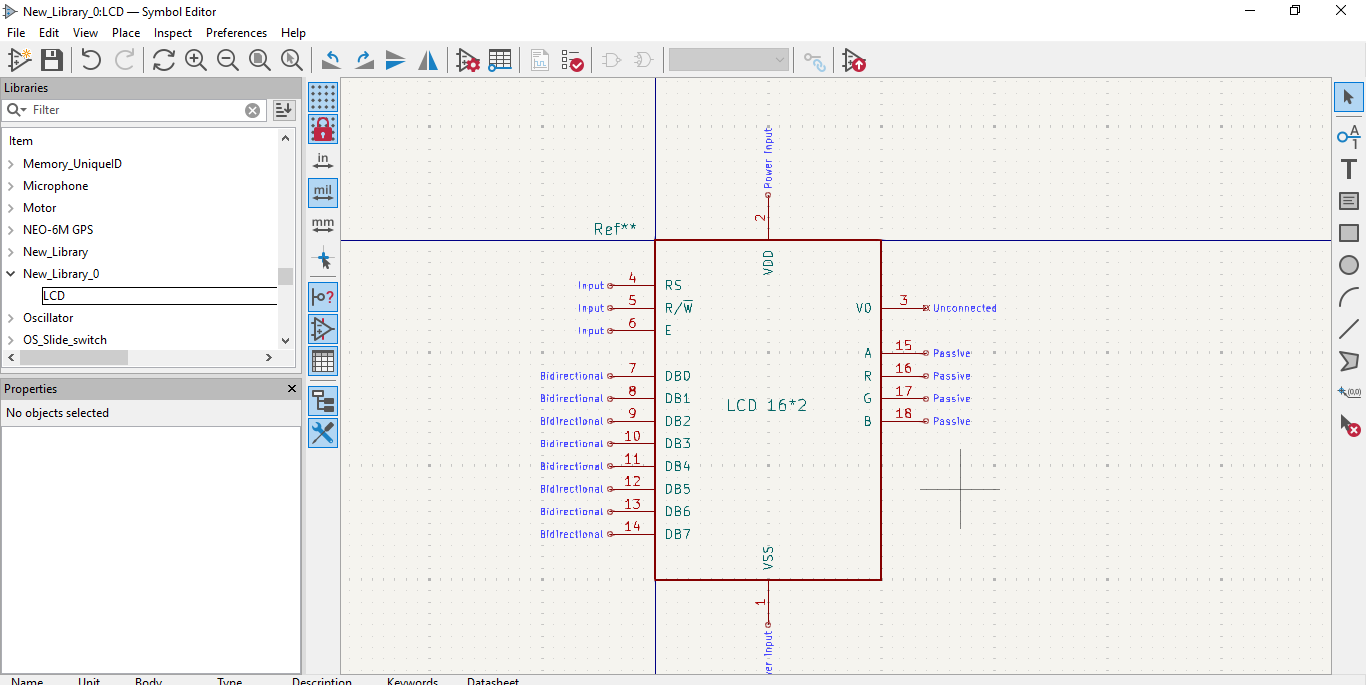 New_Library_0:LCD — Symbol Editor
File Edit View Place Inspect Preferences Help
Libraries
Filter
Item
Memory_UniqueID
Microphone
Motor
NEO-6M GPS
New_Library
New_Library_0
LCD
Oscillator
OS_Slide_switch
Properties
No objects selected
in
mil
mm
Power Input
2
VDD
Ref**
Input 4 RS
Input 5 R/W̅
Input 6 E
Bidirectional 7 DB0
Bidirectional 8 DB1
Bidirectional 9 DB2
Bidirectional 10 DB3
Bidirectional 11 DB4
Bidirectional 12 DB5
Bidirectional 13 DB6
Bidirectional 14 DB7
LCD 16*2
V0 3 Unconnected
A 15 Passive
R 16 Passive
G 17 Passive
B 18 Passive
VSS
1
er Input
A
1
T
(0,0)
Name Unit Body Type Description Keywords Datasheet